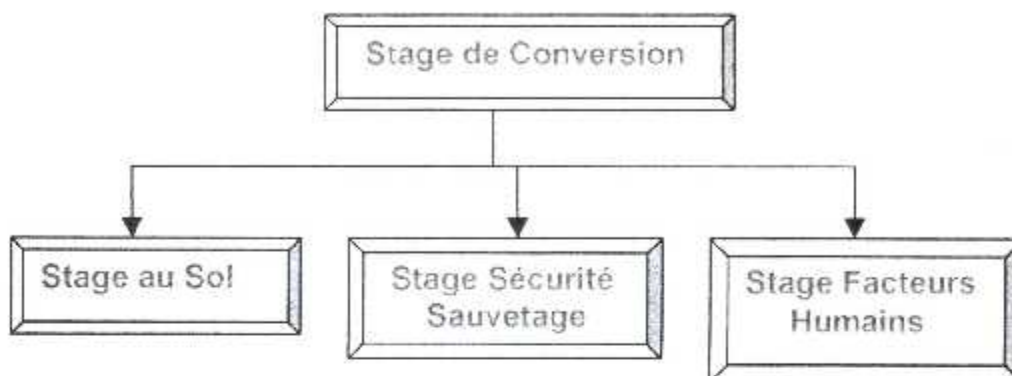 Stage de Conversion
Stage au Sol
Stage Sécurité
Sauvetage
Stage Facteurs
Humains